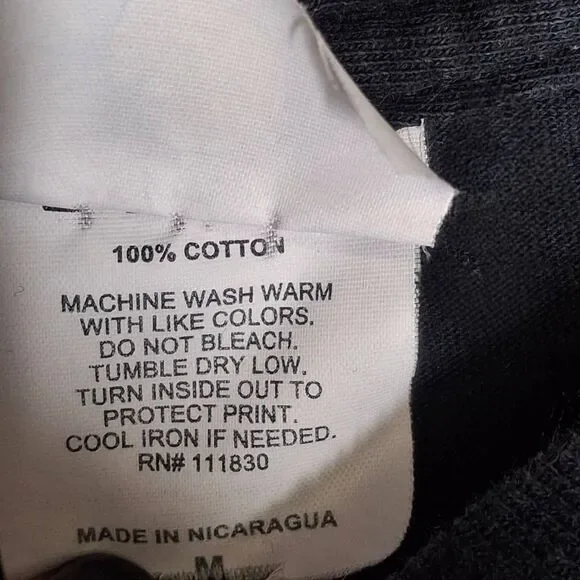 100% COTTON
MACHINE WASH WARM
WITH LIKE COLORS.
DO NOT BLEACH.
TUMBLE DRY LOW.
TURN INSIDE OUT TO
PROTECT PRINT.
COOL IRON IF NEEDED.
RN# 111830
MADE IN NICARAGUA
M